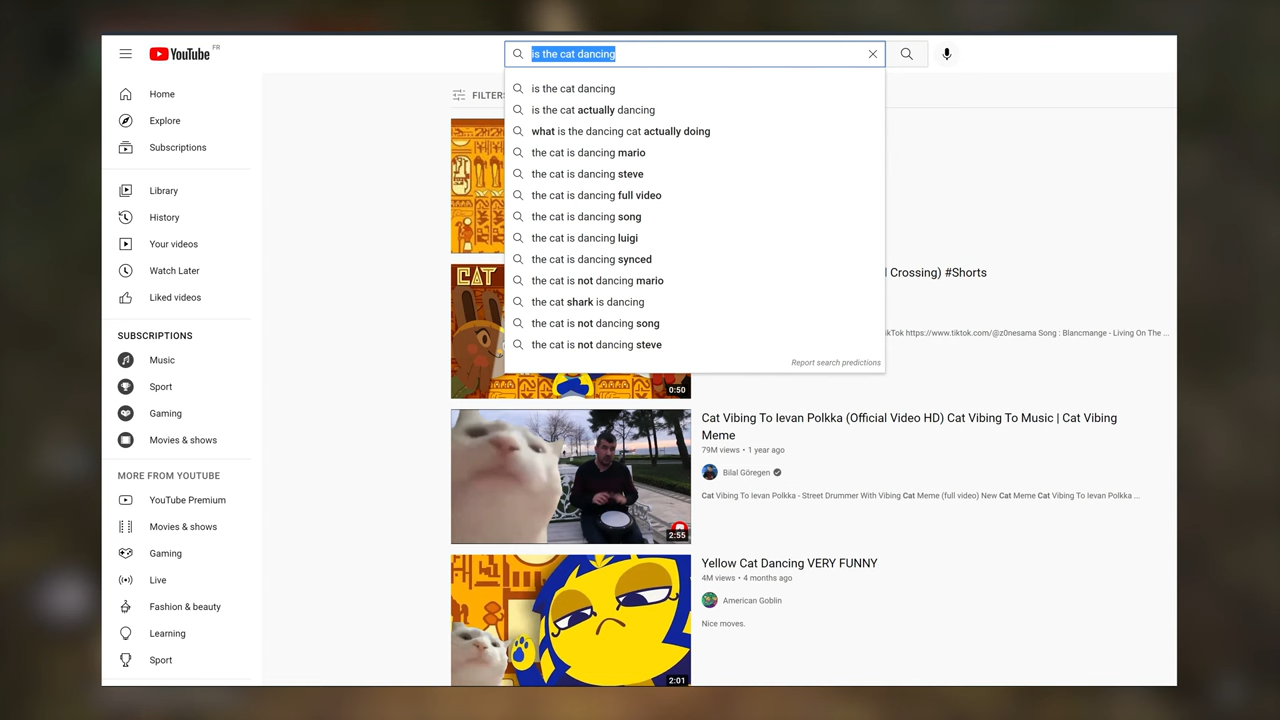 YouTube FR
is the cat dancing
Home
Explore
Subscriptions
Library
History
Your videos
Watch Later
Liked videos
SUBSCRIPTIONS
Music
Sport
Gaming
Movies & shows
MORE FROM YOUTUBE
YouTube Premium
Movies & shows
Gaming
Live
Fashion & beauty
Learning
Sport
FILTER
is the cat dancing
is the cat actually dancing
what is the dancing cat actually doing
the cat is dancing mario
the cat is dancing steve
the cat is dancing full video
the cat is dancing song
the cat is dancing luigi
the cat is dancing synced
the cat is not dancing mario
the cat shark is dancing
the cat is not dancing song
the cat is not dancing steve
Report search predictions
Crossing) #Shorts
https://www.tiktok.com/@z0nesama Song : Blancmange - Living On The ...
CAT
0:50
Cat Vibing To Ievan Polkka (Official Video HD) Cat Vibing To Music | Cat Vibing
Meme
79M views • 1 year ago
Bilal Göregen
Cat Vibing To Ievan Polkka - Street Drummer With Vibing Cat Meme (full video) New Cat Meme Cat Vibing To Ievan Polkka ...
2:55
Yellow Cat Dancing VERY FUNNY
4M views • 4 months ago
American Goblin
Nice moves.
2:01